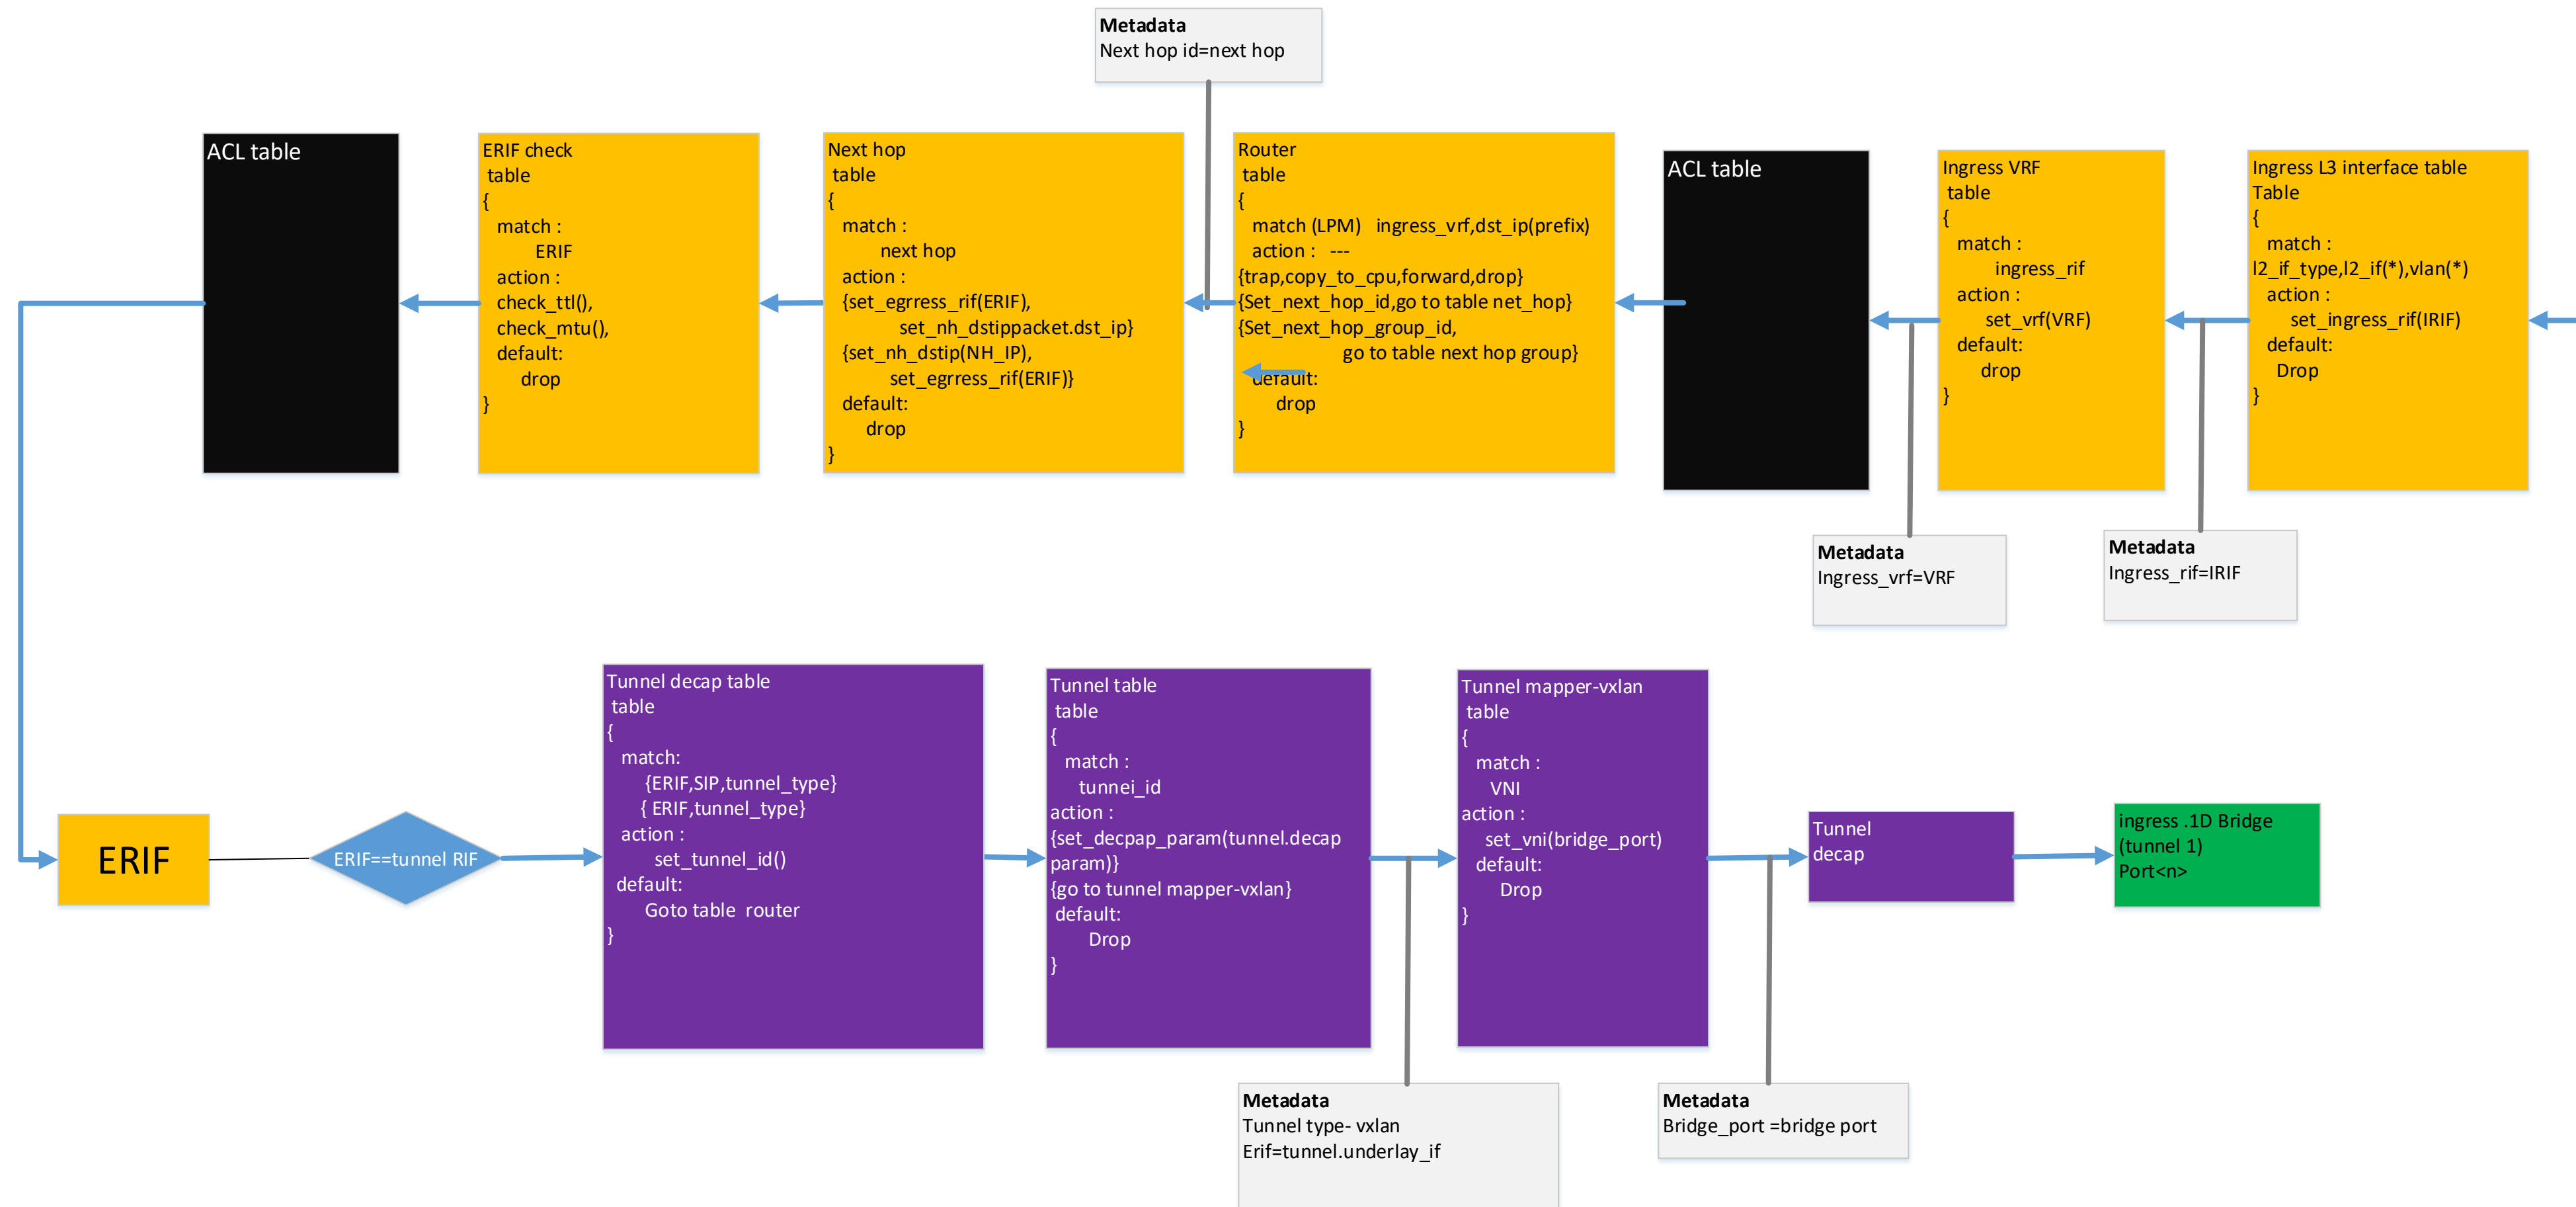 Metadata
Next hop id=next hop
ACL table
ERIF check
table
{
match :
ERIF
action :
check_ttl(),
check_mtu(),
default:
drop
}
Next hop
table
{
match :
next hop
action :
{set_egrress_rif(ERIF),
set_nh_dstippacket.dst_ip}
{set_nh_dstip(NH_IP),
set_egrress_rif(ERIF)}
default:
drop
}
Router
table
{
match (LPM)   ingress_vrf,dst_ip(prefix)
action :   ---
{trap,copy_to_cpu,forward,drop}
{Set_next_hop_id,go to table net_hop}
{Set_next_hop_group_id,
go to table next hop group}
default:
drop
}
ACL table
Ingress VRF
table
{
match :
ingress_rif
action :
set_vrf(VRF)
default:
drop
}
Ingress L3 interface table
Table
{
match :
l2_if_type,l2_if(*),vlan(*)
action :
set_ingress_rif(IRIF)
default:
Drop
}
Metadata
Ingress_vrf=VRF
Metadata
Ingress_rif=IRIF
ERIF
ERIF==tunnel RIF
Tunnel decap table
table
{
match:
{ERIF,SIP,tunnel_type}
{ ERIF,tunnel_type}
action :
set_tunnel_id()
default:
Goto table  router
}
Tunnel table
table
{
match :
tunnei_id
action :
{set_decpap_param(tunnel.decap
param)}
{go to tunnel mapper-vxlan}
default:
Drop
}
Tunnel mapper-vxlan
table
{
match :
VNI
action :
set_vni(bridge_port)
default:
Drop
}
Tunnel
decap
ingress .1D Bridge
(tunnel 1)
Port<n>
Metadata
Tunnel type- vxlan
Erif=tunnel.underlay_if
Metadata
Bridge_port =bridge port